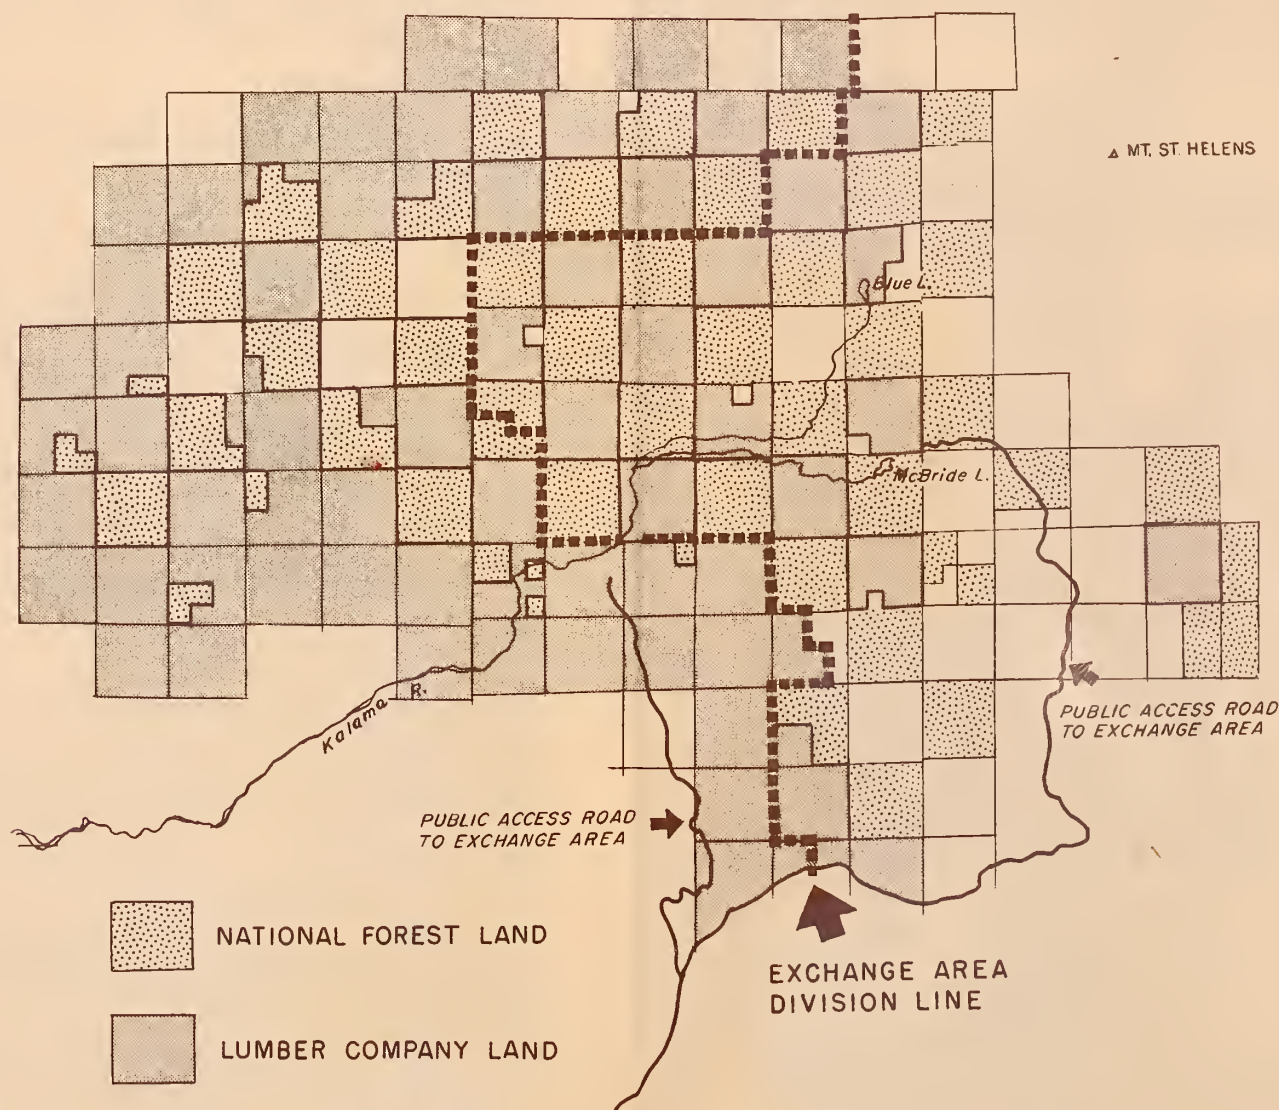 MT. ST. HELENS
Blue L.
McBride L.
Kalama R.
PUBLIC ACCESS ROAD
TO EXCHANGE AREA
PUBLIC ACCESS ROAD
TO EXCHANGE AREA
NATIONAL FOREST LAND
EXCHANGE AREA
DIVISION LINE
LUMBER COMPANY LAND